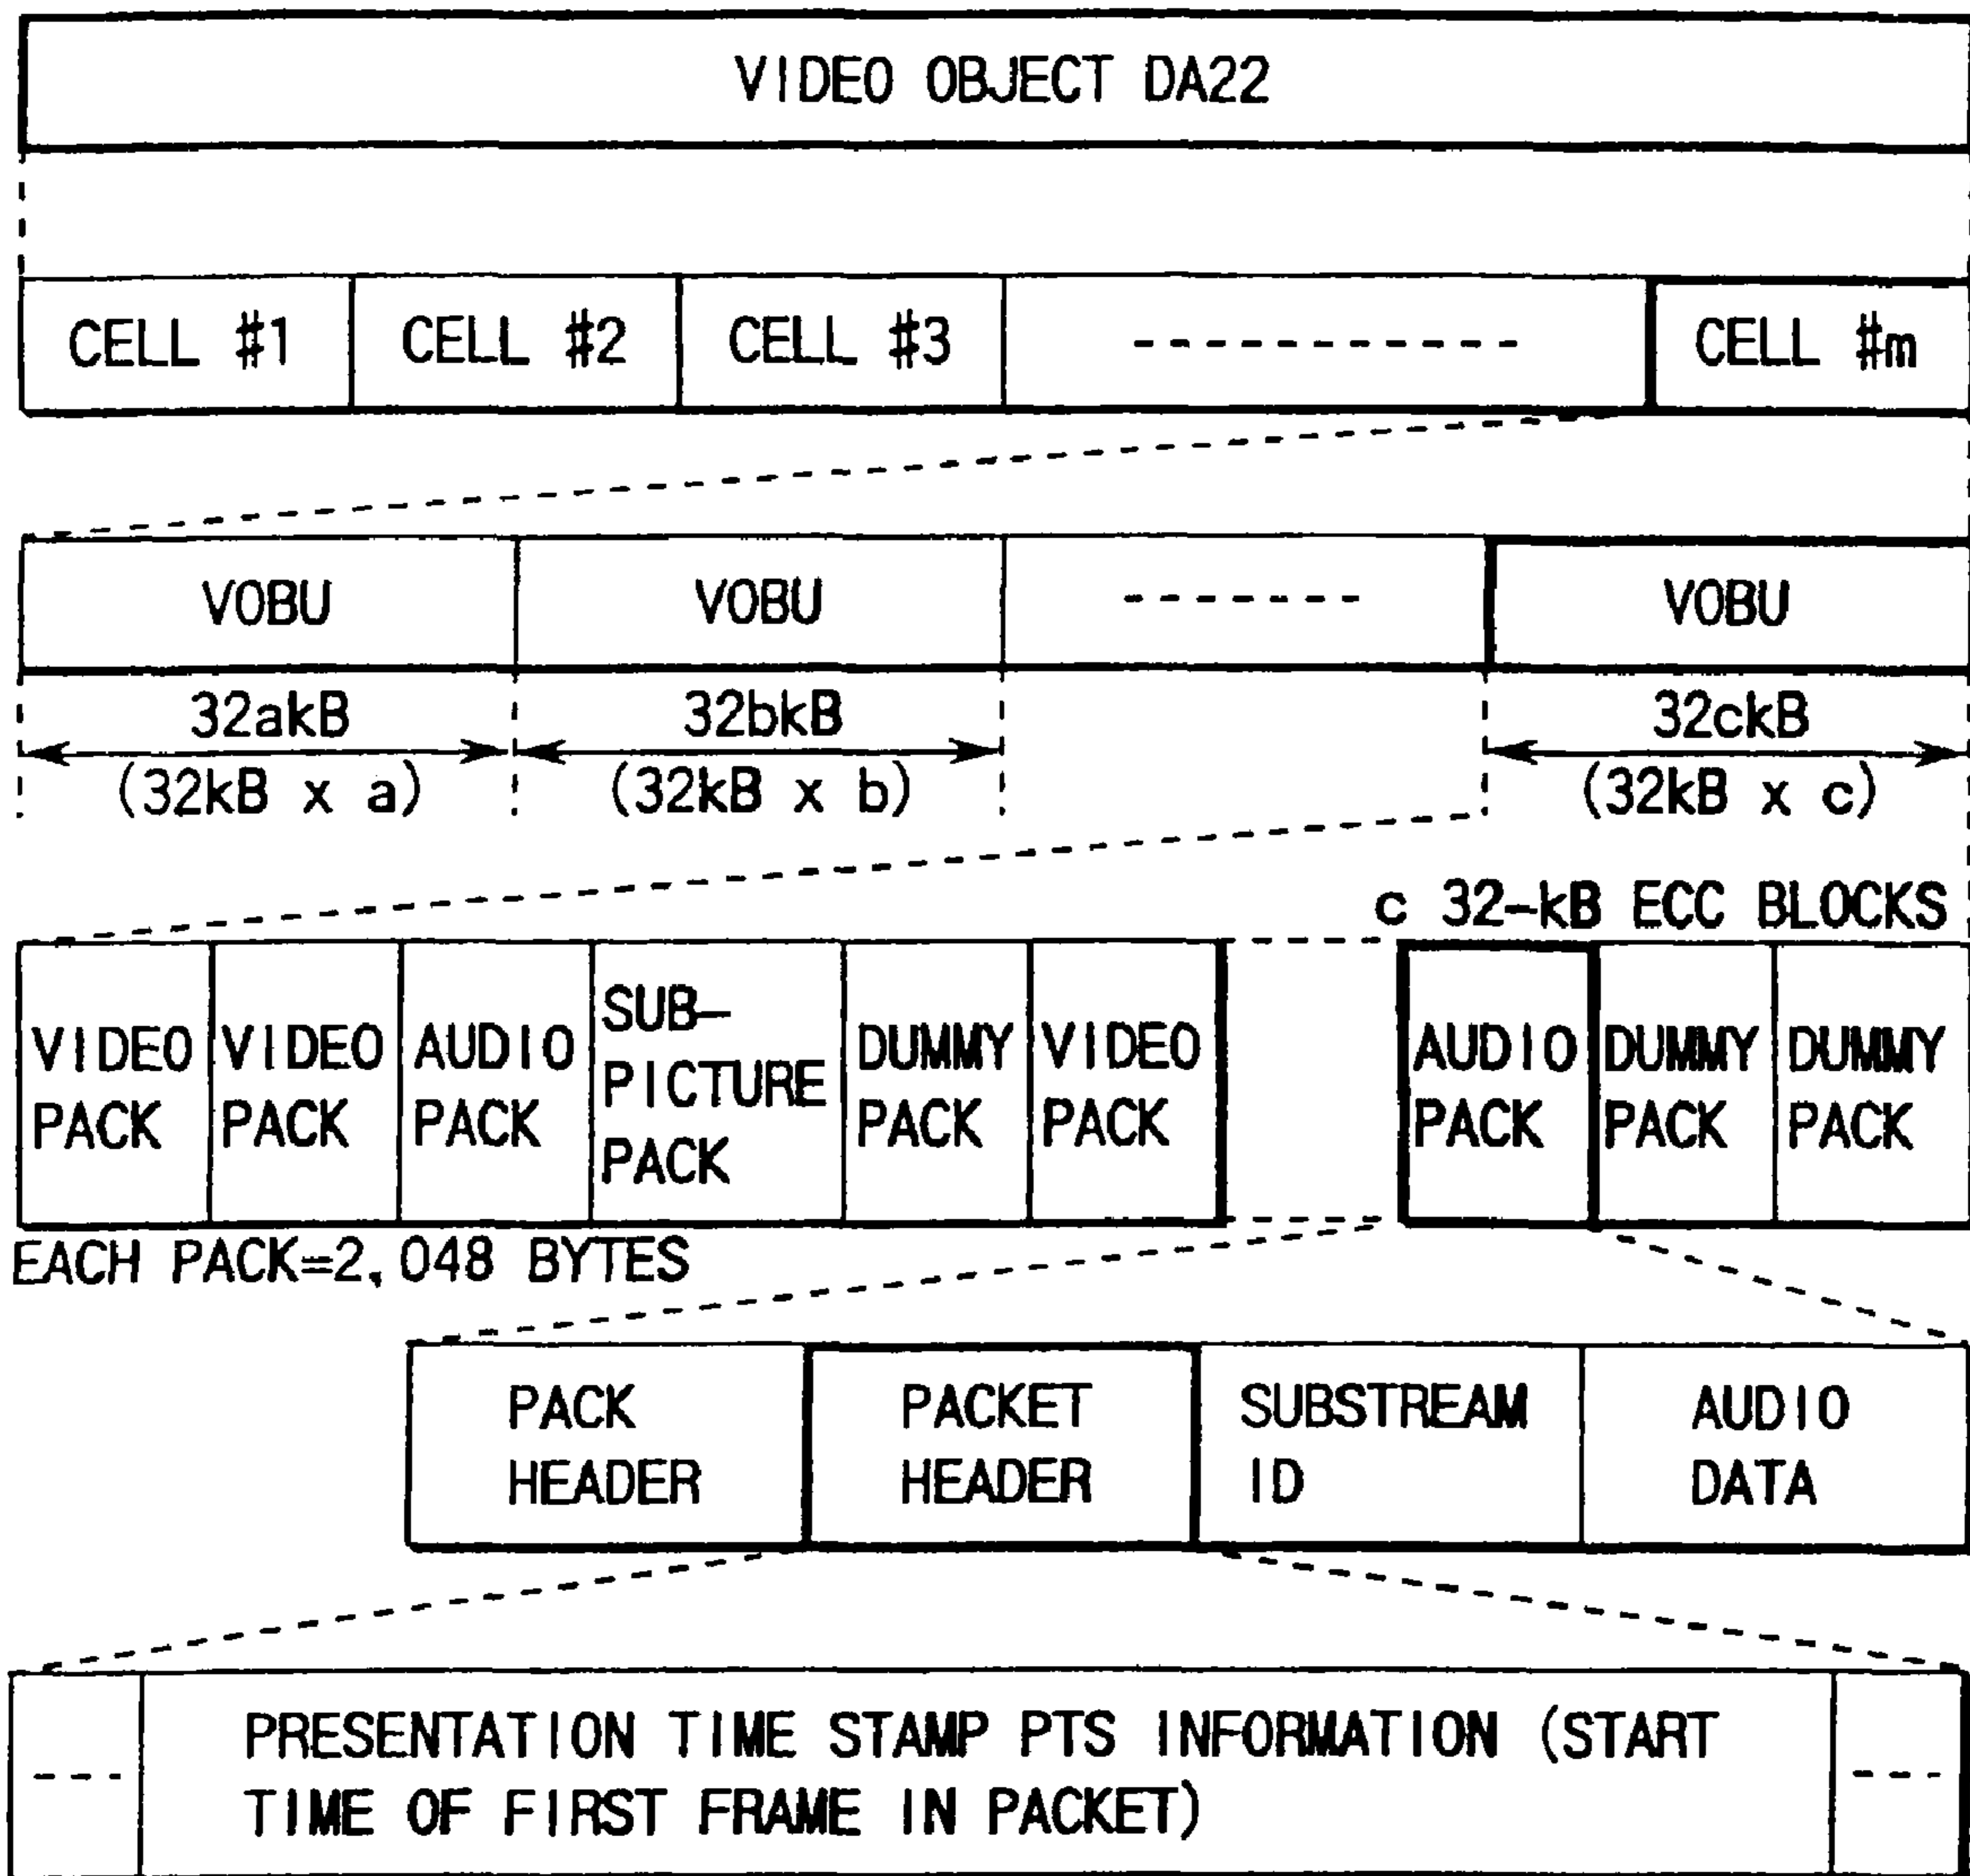 VIDEO OBJECT DA22
CELL #1 CELL #2 CELL #3 ------------ CELL #m
VOBU VOBU ------- VOBU
32akB 32bkB 32ckB
(32kB x a) (32kB x b) (32kB x c)
c 32-kB ECC BLOCKS
VIDEO PACK
VIDEO PACK
AUDIO PACK
SUB-
PICTURE
PACK
DUMMY PACK
VIDEO PACK
AUDIO PACK
DUMMY PACK
DUMMY PACK
EACH PACK=2,048 BYTES
PACK HEADER
PACKET HEADER
SUBSTREAM ID
AUDIO DATA
--- PRESENTATION TIME STAMP PTS INFORMATION (START ---
TIME OF FIRST FRAME IN PACKET)